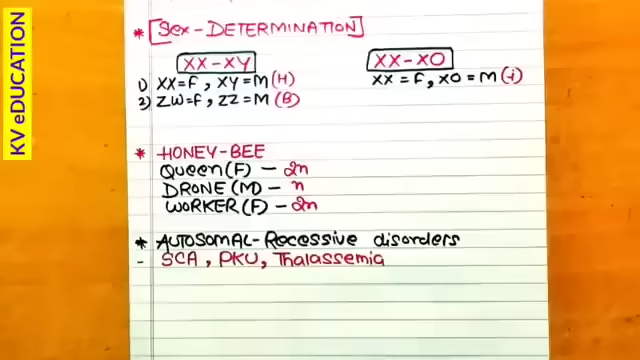 KV eDUCATION
* [Sex-DETERMINATION]
XX-XY
1) XX=F, XY=M (H)
2) ZW=F, ZZ=M (B)
XX-XO
XX=F, XO=M (i)
* HONEY-BEE
Queen(F) - 2n
DRONE(M) - n
WORKER(F) - 2n
* AUTOSOMAL-Recessive disorders
- SCA, PKU, Thalassemia